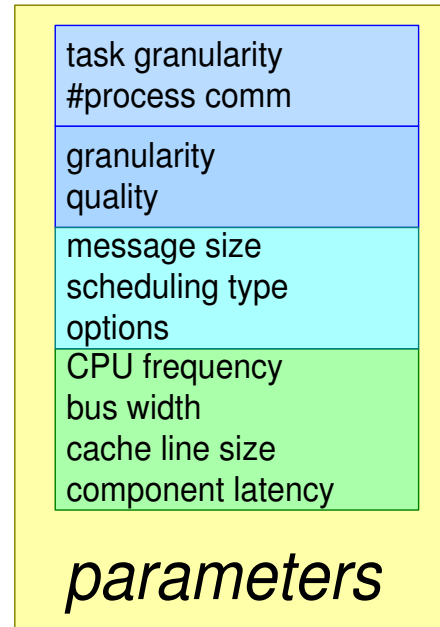 task granularity
#process comm
granularity
quality
message size
scheduling type
options
CPU frequency
bus width
cache line size
component latency
parameters